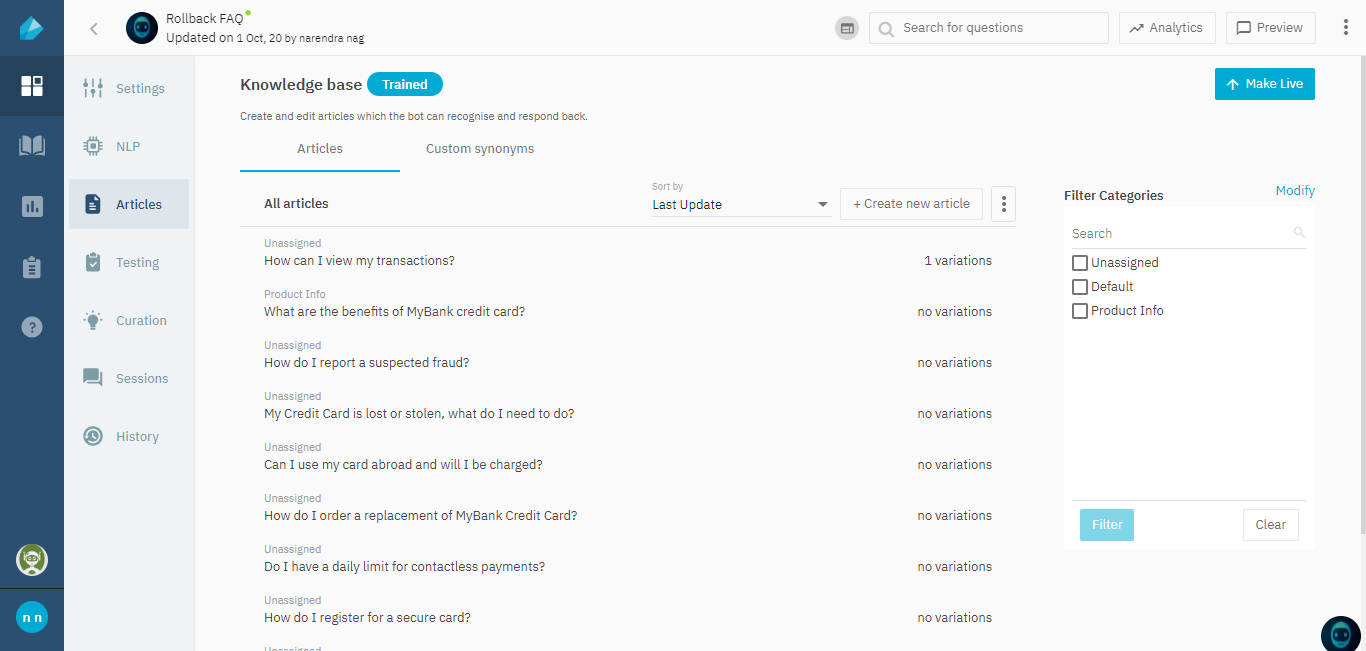 Rollback FAQ
Updated on 1 Oct, 20 by narendra nag
Search for questions
Analytics
Preview
Settings
NLP
Articles
Testing
Curation
Sessions
History
?
n n
Knowledge base
Trained
Make Live
Create and edit articles which the bot can recognise and respond back.
Articles
Custom synonyms
All articles
Sort by
Last Update
+ Create new article
Unassigned
How can I view my transactions?
1 variations
Product Info
What are the benefits of MyBank credit card?
no variations
Unassigned
How do I report a suspected fraud?
no variations
Unassigned
My Credit Card is lost or stolen, what do I need to do?
no variations
Unassigned
Can I use my card abroad and will I be charged?
no variations
Unassigned
How do I order a replacement of MyBank Credit Card?
no variations
Unassigned
Do I have a daily limit for contactless payments?
no variations
Unassigned
How do I register for a secure card?
no variations
Unassigned
Filter Categories
Modify
Search
Unassigned
Default
Product Info
Filter
Clear